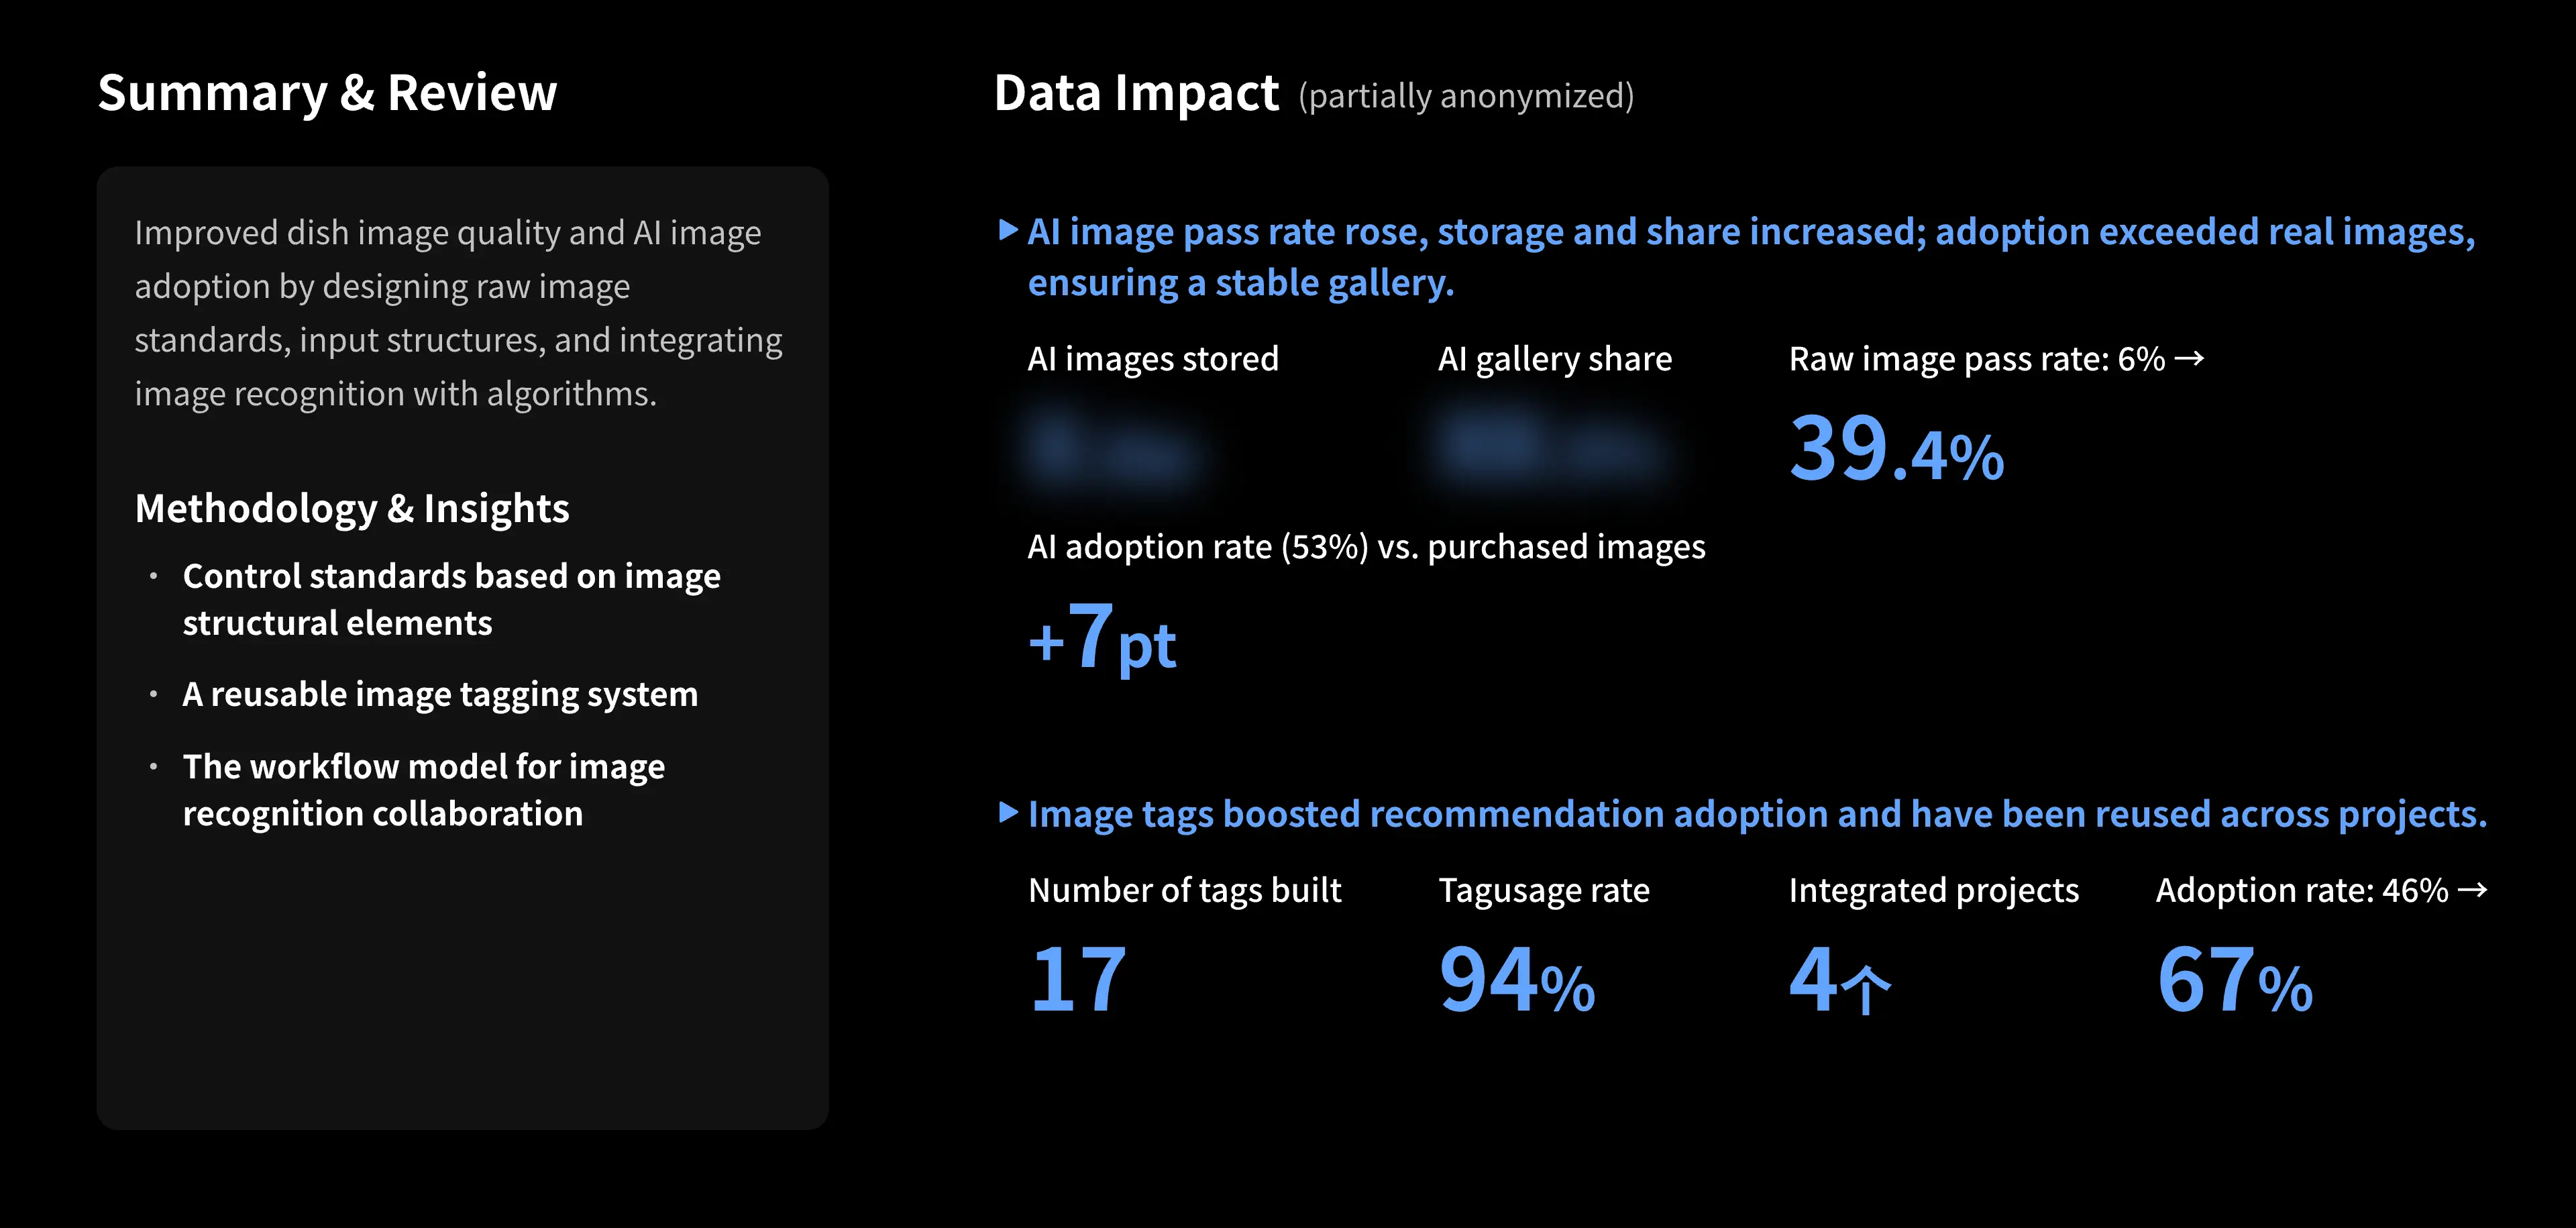 Summary & Review
Improved dish image quality and AI image
adoption by designing raw image
standards, input structures, and integrating
image recognition with algorithms.
Methodology & Insights
· Control standards based on image
structural elements
· A reusable image tagging system
· The workflow model for image
recognition collaboration
Data Impact (partially anonymized)
▶ AI image pass rate rose, storage and share increased; adoption exceeded real images,
ensuring a stable gallery.
AI images stored
AI gallery share
Raw image pass rate: 6% →
39.4%
AI adoption rate (53%) vs. purchased images
+7pt
▶ Image tags boosted recommendation adoption and have been reused across projects.
Number of tags built
17
Tagusage rate
94%
Integrated projects
4个
Adoption rate: 46% →
67%